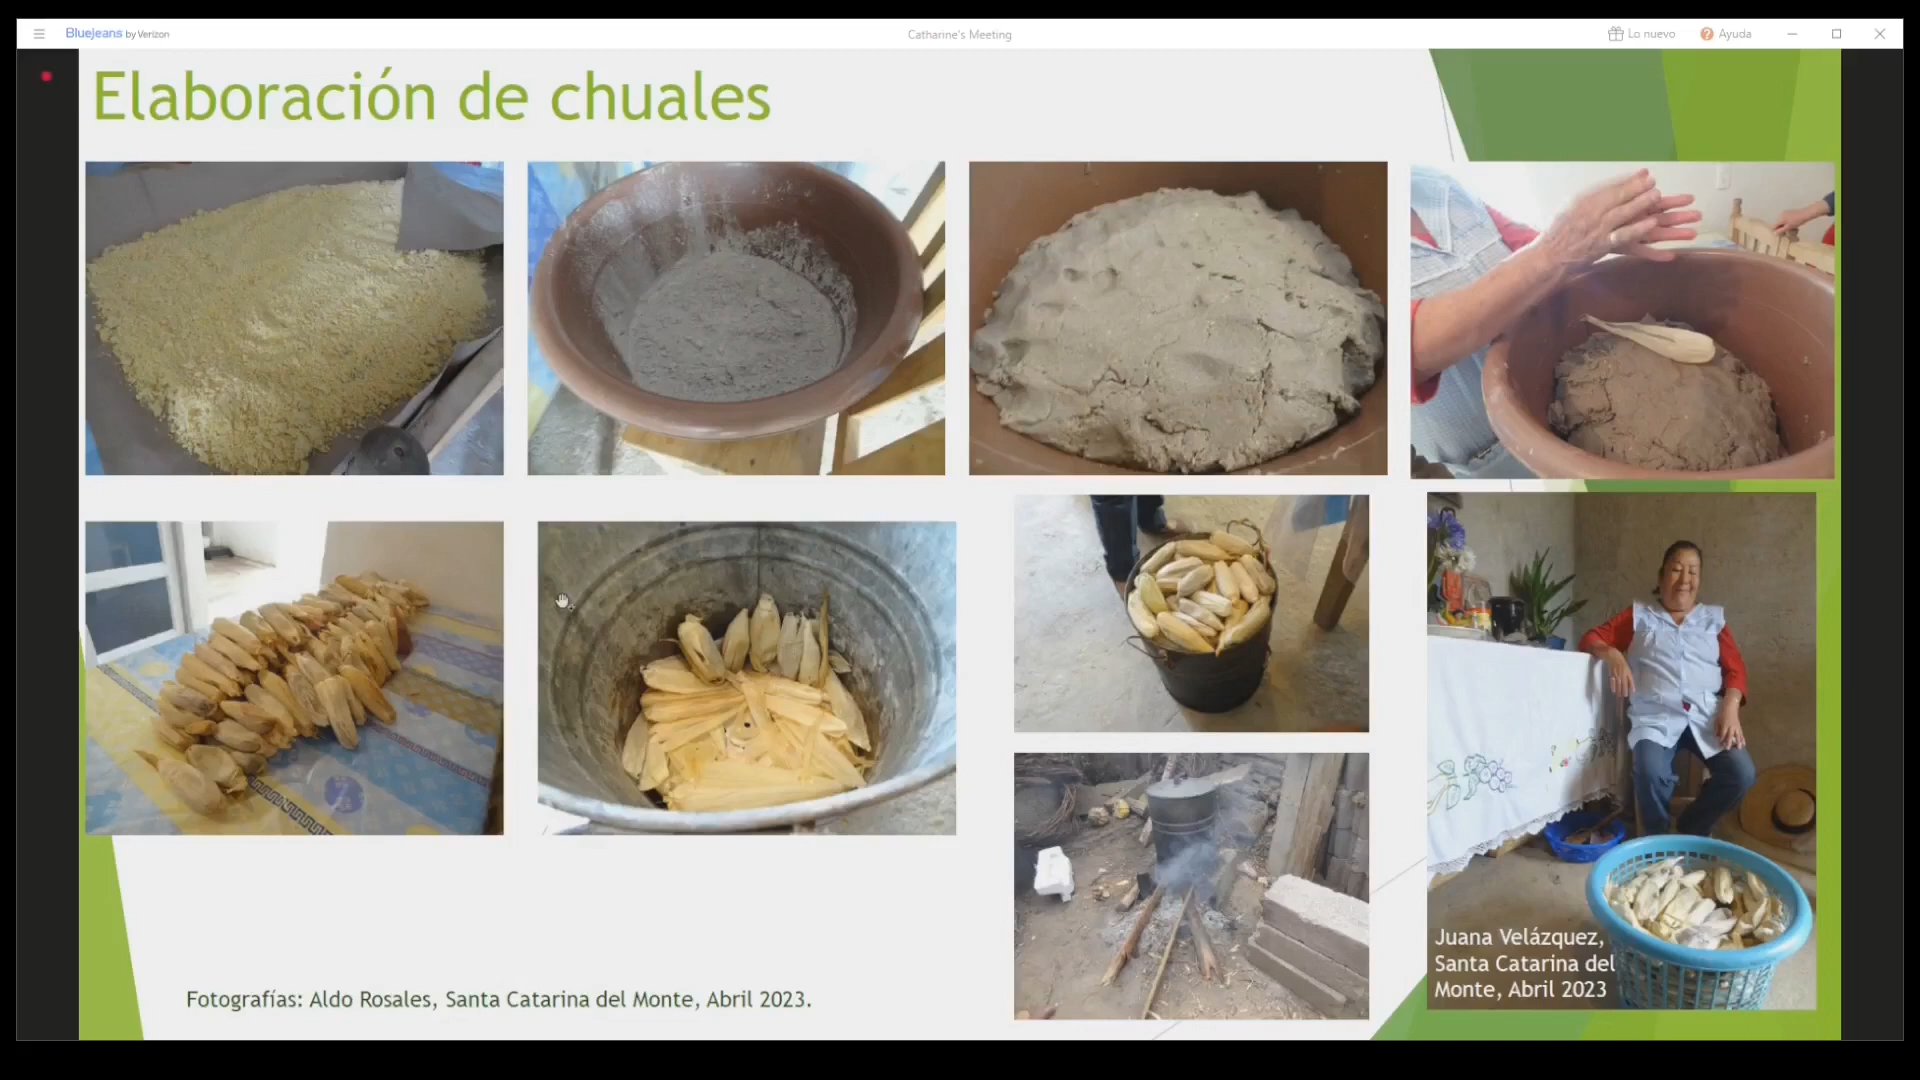 BlueJeans by Verizon
Catharine's Meeting
Lo nuevo
Ayuda
Elaboración de chuales
Juana Velázquez,
Santa Catarina del
Monte, Abril 2023
Fotografías: Aldo Rosales, Santa Catarina del Monte, Abril 2023.